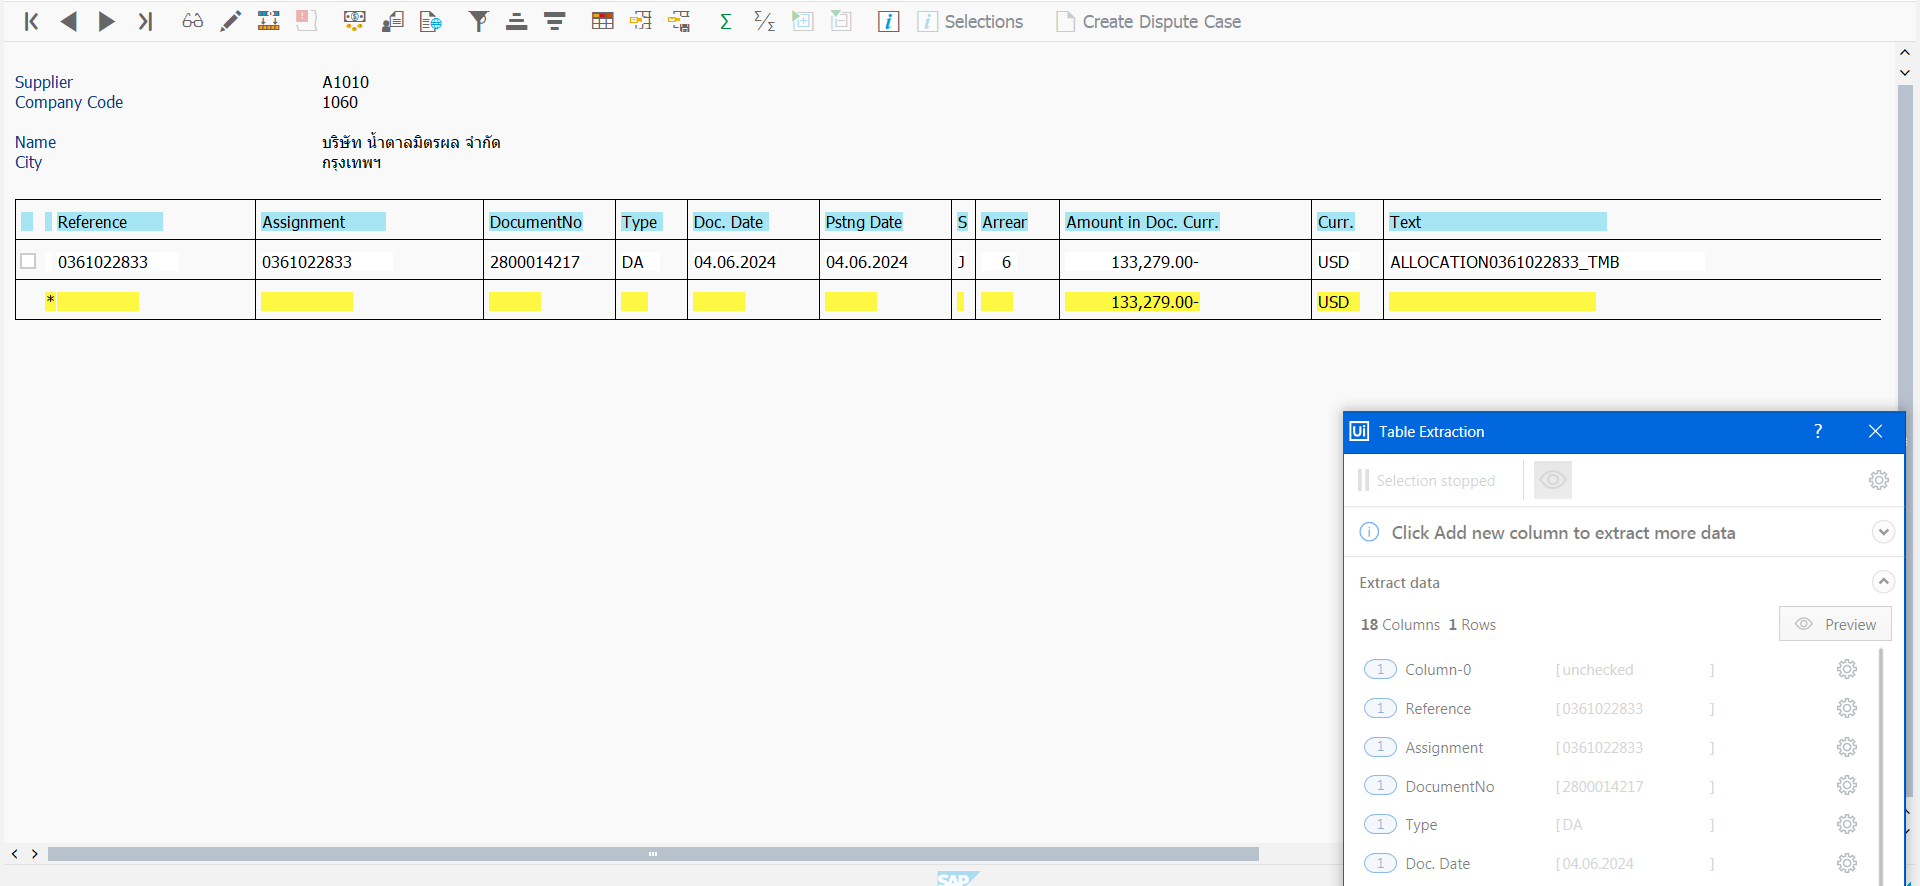 Selections Create Dispute Case
Supplier A1010
Company Code 1060
Name บริษัท น้ำตาลมิตรผล จำกัด
City กรุงเทพฯ
Reference Assignment DocumentNo Type Doc. Date Pstng Date S Arrear Amount in Doc. Curr. Curr. Text
0361022833 0361022833 2800014217 DA 04.06.2024 04.06.2024 J 6 133,279.00- USD ALLOCATION0361022833_TMB
* 133,279.00- USD
Ui Table Extraction ?
Selection stopped
Click Add new column to extract more data
Extract data
18 Columns 1 Rows Preview
1 Column-0 [unchecked ]
1 Reference [0361022833 ]
1 Assignment [0361022833 ]
1 DocumentNo [2800014217 ]
1 Type [DA ]
1 Doc. Date [04.06.2024 ]
SAP